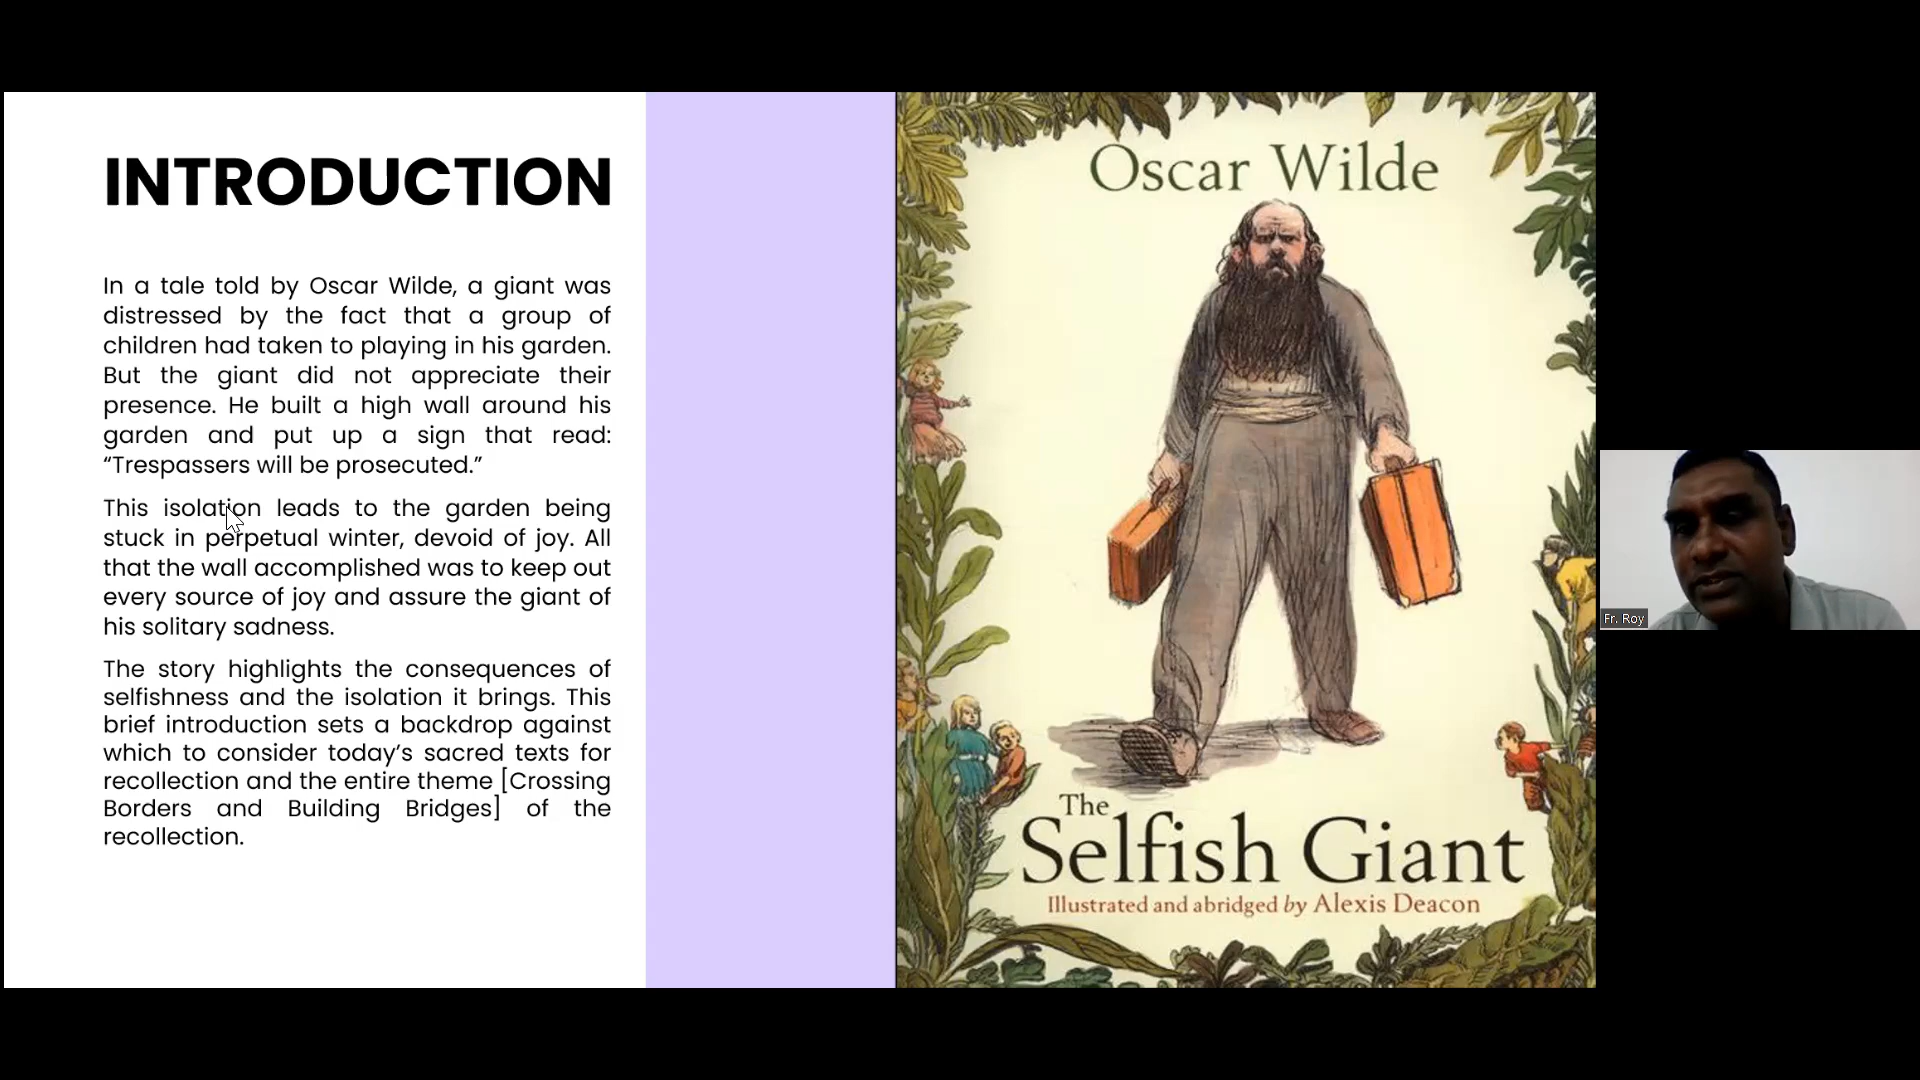 INTRODUCTION
In a tale told by Oscar Wilde, a giant was
distressed by the fact that a group of
children had taken to playing in his garden.
But the giant did not appreciate their
presence. He built a high wall around his
garden and put up a sign that read:
“Trespassers will be prosecuted.”
This isolation leads to the garden being
stuck in perpetual winter, devoid of joy. All
that the wall accomplished was to keep out
every source of joy and assure the giant of
his solitary sadness.
The story highlights the consequences of
selfishness and the isolation it brings. This
brief introduction sets a backdrop against
which to consider today’s sacred texts for
recollection and the entire theme [Crossing
Borders and Building Bridges] of the
recollection.
Oscar Wilde
The
Selfish Giant
Illustrated and abridged by Alexis Deacon
Fr. Roy